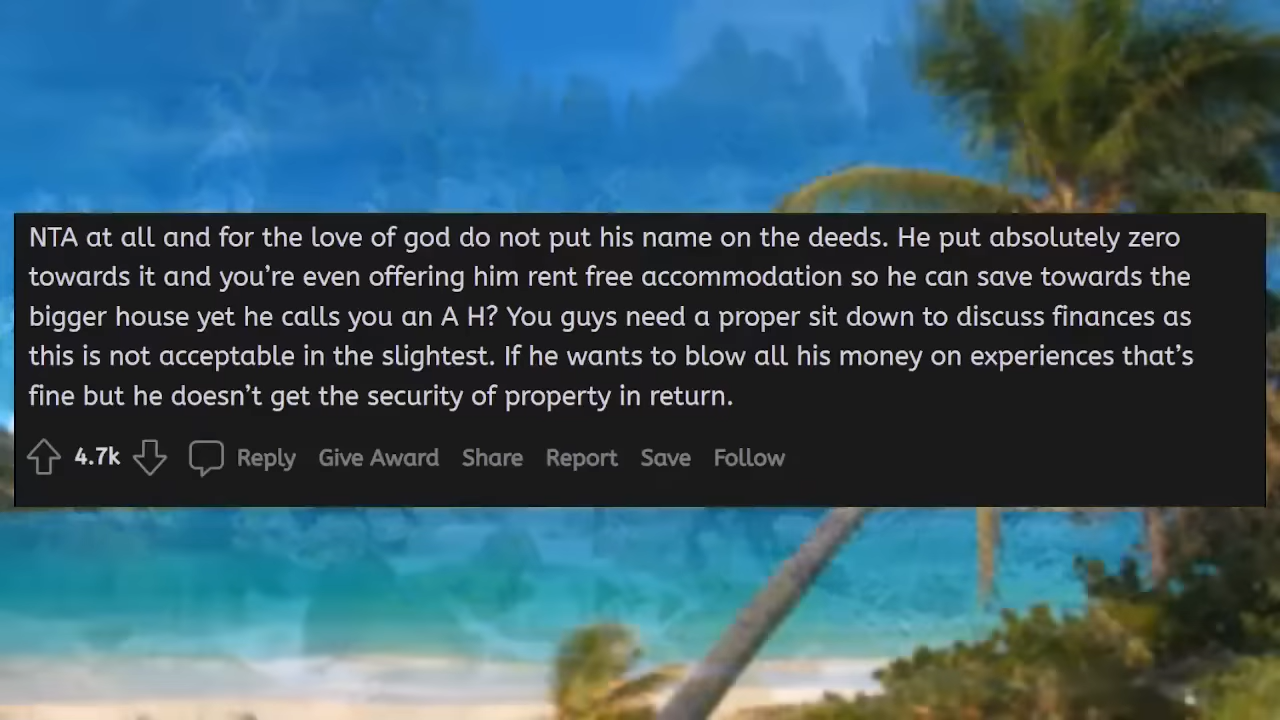 NTA at all and for the love of god do not put his name on the deeds. He put absolutely zero
towards it and you’re even offering him rent free accommodation so he can save towards the
bigger house yet he calls you an A H? You guys need a proper sit down to discuss finances as
this is not acceptable in the slightest. If he wants to blow all his money on experiences that’s
fine but he doesn’t get the security of property in return.
4.7k Reply Give Award Share Report Save Follow